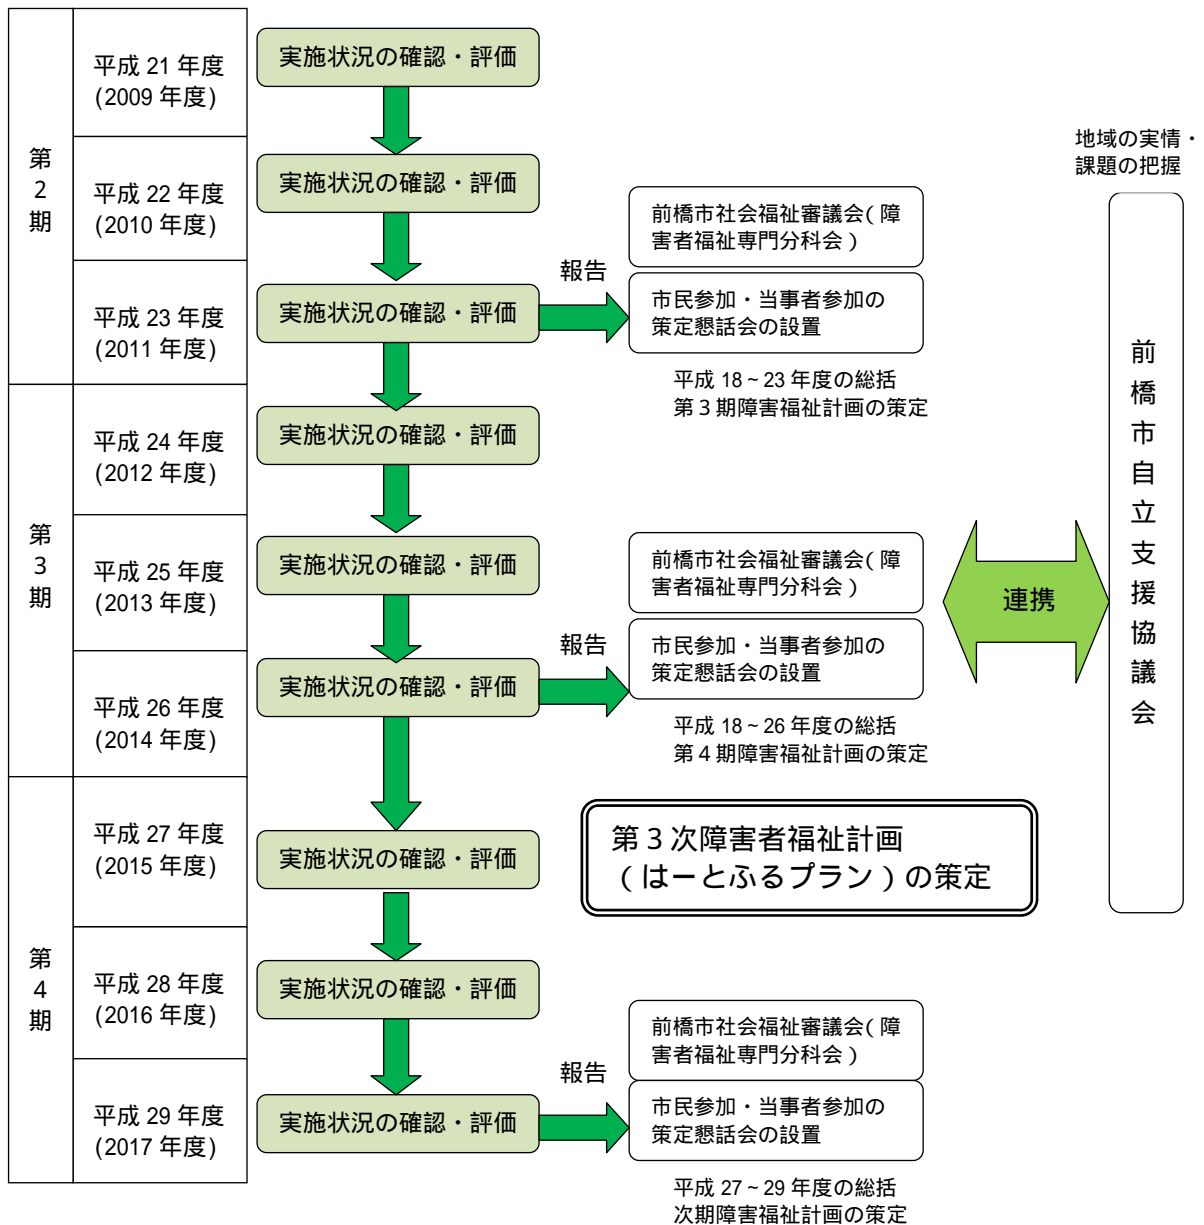 第2期
平成 21 年度
(2009 年度)
実施状況の確認・評価
平成 22 年度
(2010 年度)
実施状況の確認・評価
平成 23 年度
(2011 年度)
実施状況の確認・評価
報告
前橋市社会福祉審議会(障
害者福祉専門分科会)
市民参加・当事者参加の
策定懇話会の設置
平成 18~23 年度の総括
第3期障害福祉計画の策定
第3期
平成 24 年度
(2012 年度)
実施状況の確認・評価
平成 25 年度
(2013 年度)
実施状況の確認・評価
平成 26 年度
(2014 年度)
実施状況の確認・評価
報告
前橋市社会福祉審議会(障
害者福祉専門分科会)
市民参加・当事者参加の
策定懇話会の設置
平成 18~26 年度の総括
第4期障害福祉計画の策定
第4期
平成 27 年度
(2015 年度)
実施状況の確認・評価
第3次障害者福祉計画
(はーとふるプラン)の策定
平成 28 年度
(2016 年度)
実施状況の確認・評価
平成 29 年度
(2017 年度)
実施状況の確認・評価
報告
前橋市社会福祉審議会(障
害者福祉専門分科会)
市民参加・当事者参加の
策定懇話会の設置
平成 27~29 年度の総括
次期障害福祉計画の策定
連携
地域の実情・
課題の把握
前橋市自立支援協議会